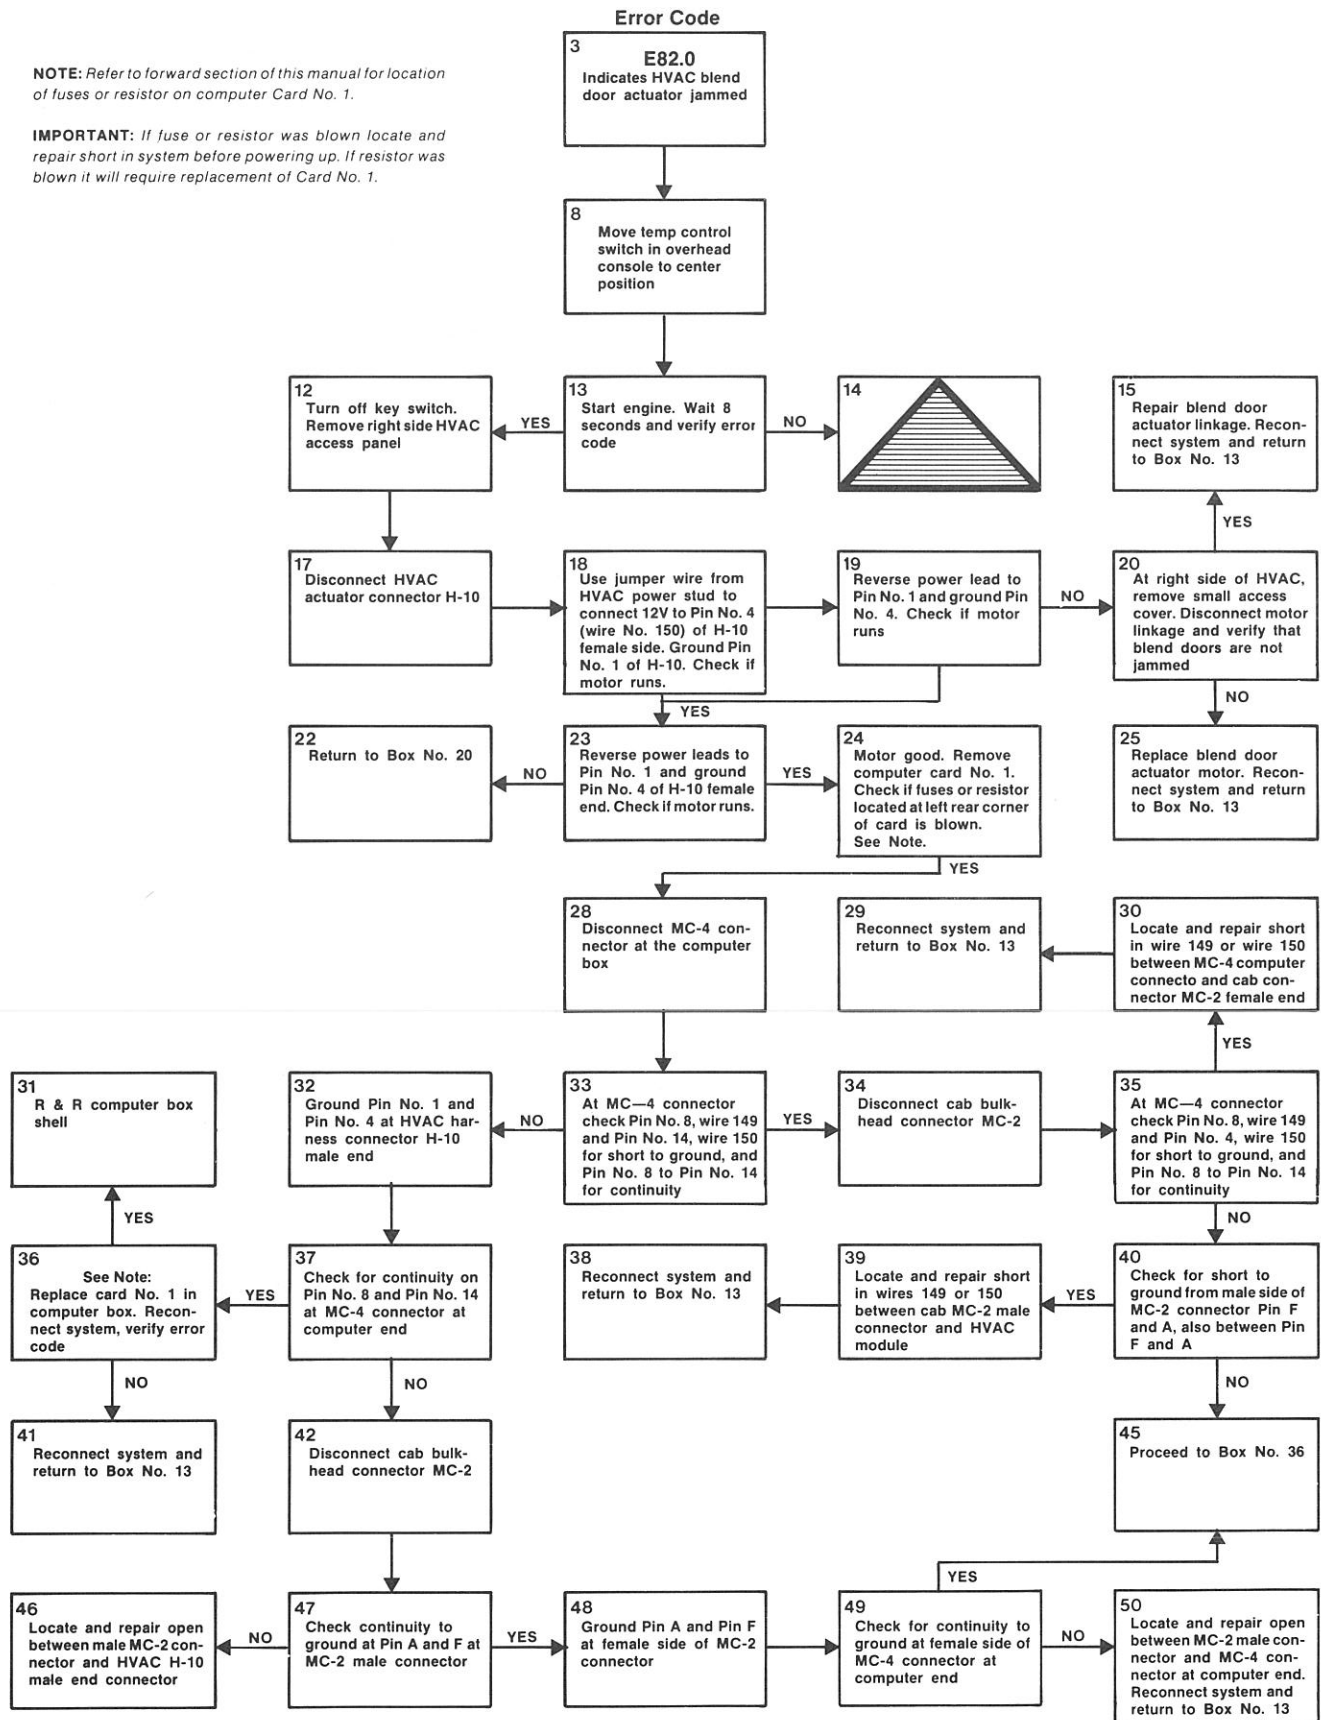 Error Code
NOTE: Refer to forward section of this manual for location
of fuses or resistor on computer Card No. 1.
IMPORTANT: If fuse or resistor was blown locate and
repair short in system before powering up. If resistor was
blown it will require replacement of Card No. 1.
3
E82.0
Indicates HVAC blend
door actuator jammed
8
Move temp control
switch in overhead
console to center
position
12
Turn off key switch.
Remove right side HVAC
access panel
YES
13
Start engine. Wait 8
seconds and verify error
code
NO
14
15
Repair blend door
actuator linkage. Recon-
nect system and return
to Box No. 13
YES
17
Disconnect HVAC
actuator connector H-10
18
Use jumper wire from
HVAC power stud to
connect 12V to Pin No. 4
(wire No. 150) of H-10
female side. Ground Pin
No. 1 of H-10. Check if
motor runs.
19
Reverse power lead to
Pin No. 1 and ground Pin
No. 4. Check if motor
runs
NO
20
At right side of HVAC,
remove small access
cover. Disconnect motor
linkage and verify that
blend doors are not
jammed
YES
NO
22
Return to Box No. 20
NO
23
Reverse power leads to
Pin No. 1 and ground
Pin No. 4 of H-10 female
end. Check if motor runs.
YES
24
Motor good. Remove
computer card No. 1.
Check if fuses or resistor
located at left rear corner
of card is blown.
See Note.
25
Replace blend door
actuator motor. Recon-
nect system and return
to Box No. 13
YES
28
Disconnect MC-4 con-
nector at the computer
box
29
Reconnect system and
return to Box No. 13
30
Locate and repair short
in wire 149 or wire 150
between MC-4 computer
connecto and cab con-
nector MC-2 female end
YES
31
R & R computer box
shell
32
Ground Pin No. 1 and
Pin No. 4 at HVAC har-
ness connector H-10
male end
NO
33
At MC—4 connector
check Pin No. 8, wire 149
and Pin No. 14, wire 150
for short to ground, and
Pin No. 8 to Pin No. 14
for continuity
YES
34
Disconnect cab bulk-
head connector MC-2
35
At MC—4 connector
check Pin No. 8, wire 149
and Pin No. 4, wire 150
for short to ground, and
Pin No. 8 to Pin No. 14
for continuity
YES
NO
36
See Note:
Replace card No. 1 in
computer box. Recon-
nect system, verify error
code
YES
37
Check for continuity on
Pin No. 8 and Pin No. 14
at MC-4 connector at
computer end
38
Reconnect system and
return to Box No. 13
39
Locate and repair short
in wires 149 or 150
between cab MC-2 male
connector and HVAC
module
YES
40
Check for short to
ground from male side of
MC-2 connector Pin F
and A, also between Pin
F and A
NO
NO
NO
41
Reconnect system and
return to Box No. 13
42
Disconnect cab bulk-
head connector MC-2
45
Proceed to Box No. 36
YES
46
Locate and repair open
between male MC-2 con-
nector and HVAC H-10
male end connector
NO
47
Check continuity to
ground at Pin A and F at
MC-2 male connector
YES
48
Ground Pin A and Pin F
at female side of MC-2
connector
49
Check for continuity to
ground at female side of
MC-4 connector at
computer end
NO
50
Locate and repair open
between MC-2 male con-
nector and MC-4 con-
nector at computer end.
Reconnect system and
return to Box No. 13